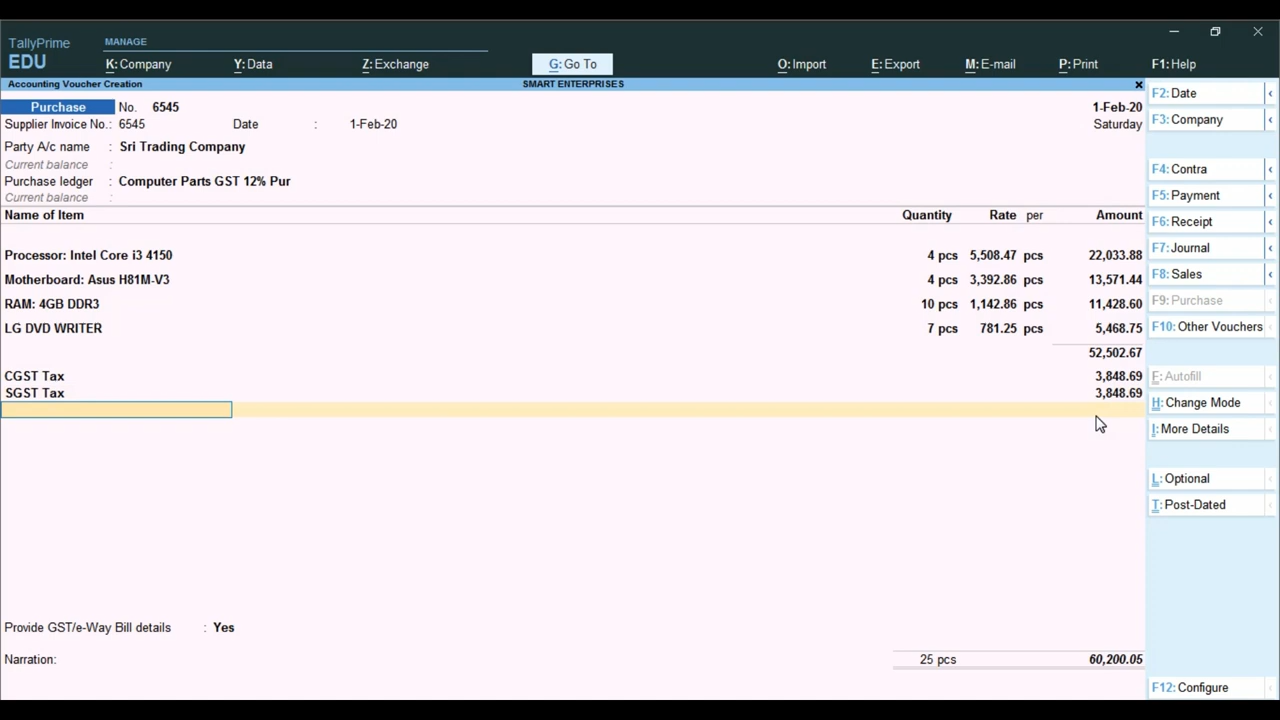 TallyPrime
EDU
MANAGE
K: Company Y: Data Z: Exchange G: Go To O: Import E: Export M: E-mail P: Print F1: Help
Accounting Voucher Creation SMART ENTERPRISES ×
Purchase No. 6545 1-Feb-20
Supplier Invoice No.: 6545 Date : 1-Feb-20 Saturday
Party A/c name : Sri Trading Company
Current balance :
Purchase ledger : Computer Parts GST 12% Pur
Current balance :
Name of Item Quantity Rate per Amount
Processor: Intel Core i3 4150 4 pcs 5,508.47 pcs 22,033.88
Motherboard: Asus H81M-V3 4 pcs 3,392.86 pcs 13,571.44
RAM: 4GB DDR3 10 pcs 1,142.86 pcs 11,428.60
LG DVD WRITER 7 pcs 781.25 pcs 5,468.75
52,502.67
CGST Tax 3,848.69
SGST Tax 3,848.69
Provide GST/e-Way Bill details : Yes
Narration: 25 pcs 60,200.05
F2: Date
F3: Company
F4: Contra
F5: Payment
F6: Receipt
F7: Journal
F8: Sales
F9: Purchase
F10: Other Vouchers
E: Autofill
H: Change Mode
I: More Details
L: Optional
T: Post-Dated
F12: Configure